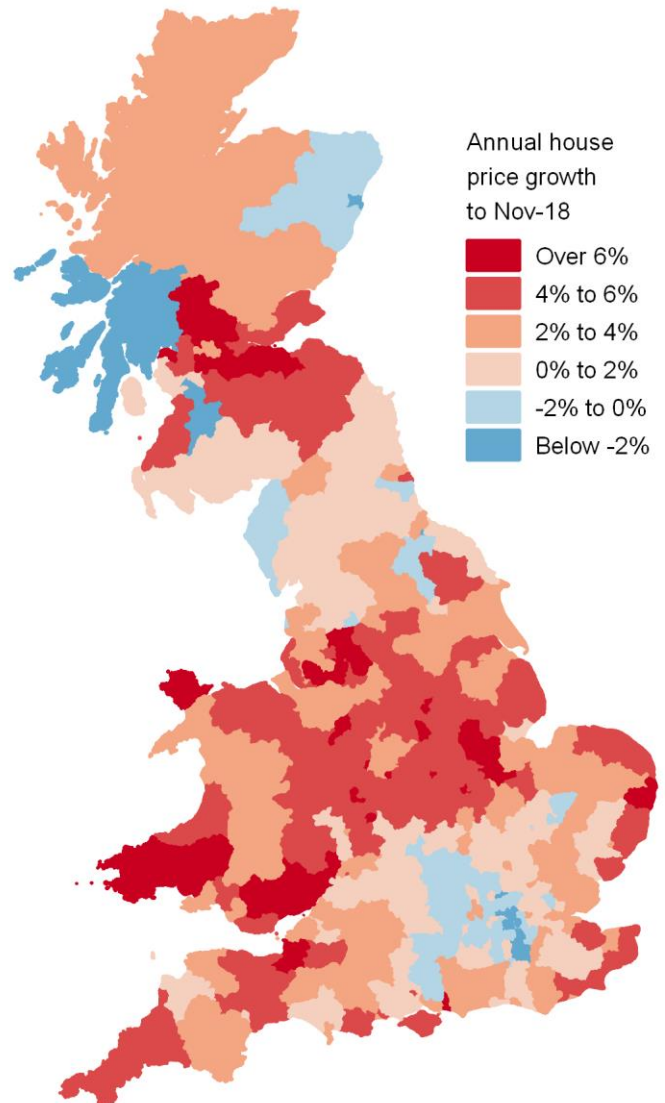 Annual house
price growth
to Nov-18
Over 6%
4% to 6%
2% to 4%
0% to 2%
-2% to 0%
Below -2%